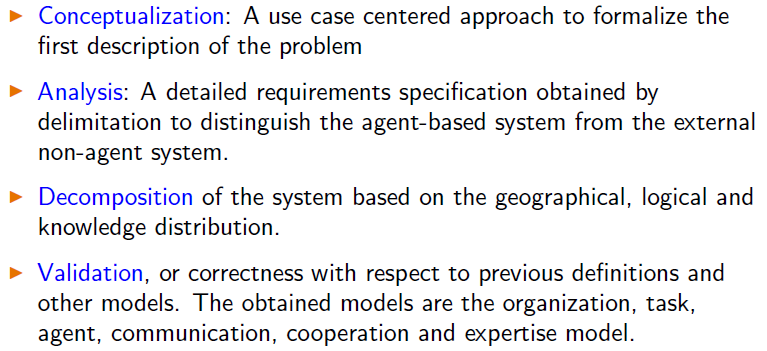 Conceptualization: A use case centered approach to formalize the
first description of the problem
Analysis: A detailed requirements specification obtained by
delimitation to distinguish the agent-based system from the external
non-agent system.
Decomposition of the system based on the geographical, logical and
knowledge distribution.
Validation, or correctness with respect to previous definitions and
other models. The obtained models are the organization, task,
agent, communication, cooperation and expertise model.